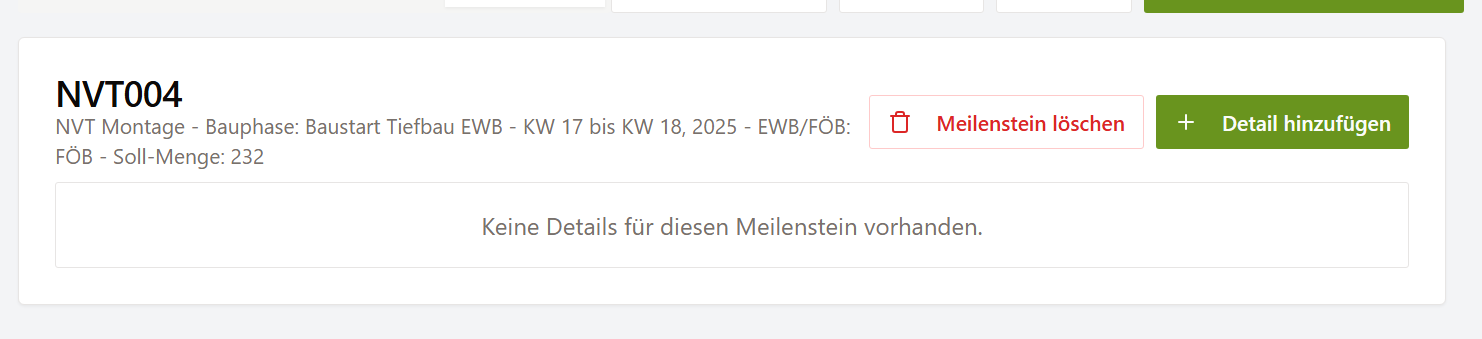 NVT004
NVT Montage - Bauphase: Baustart Tiefbau EWB - KW 17 bis KW 18, 2025 - EWB/FÖB:
FÖB - Soll-Menge: 232
Meilenstein löschen
Detail hinzufügen
Keine Details für diesen Meilenstein vorhanden.